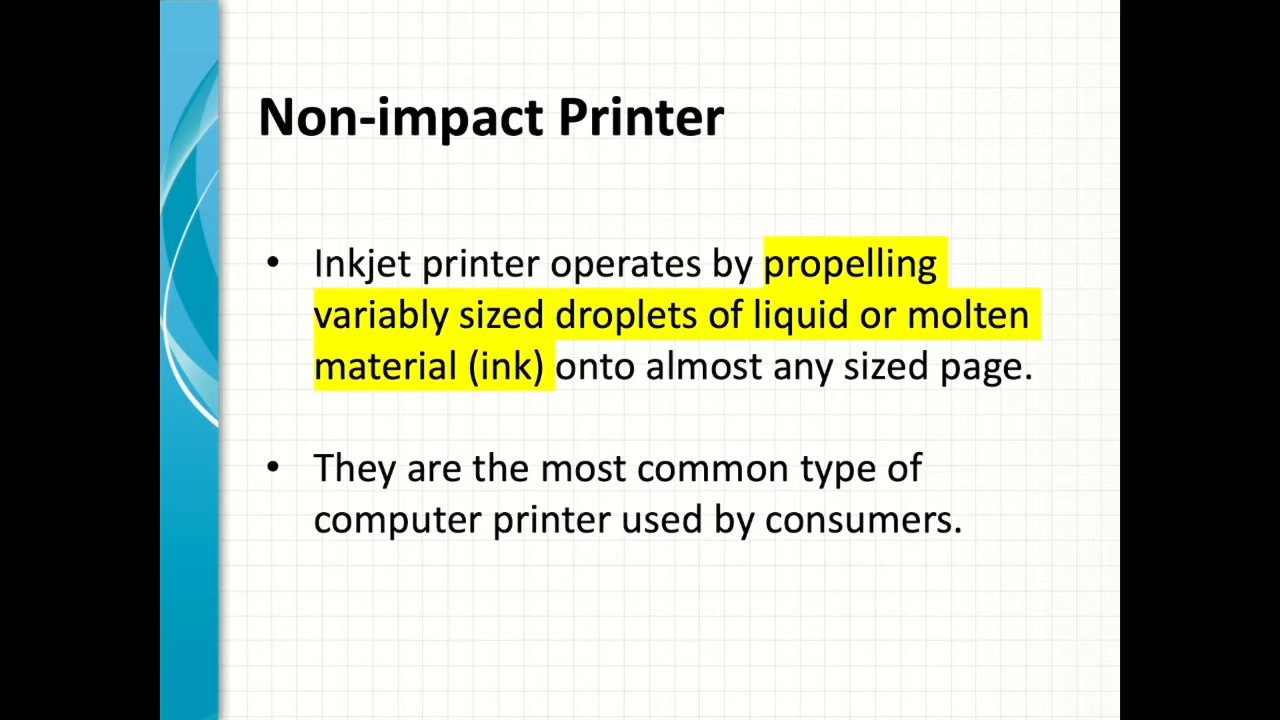 Non-impact Printer
• Inkjet printer operates by propelling
variably sized droplets of liquid or molten
material (ink) onto almost any sized page.
• They are the most common type of
computer printer used by consumers.